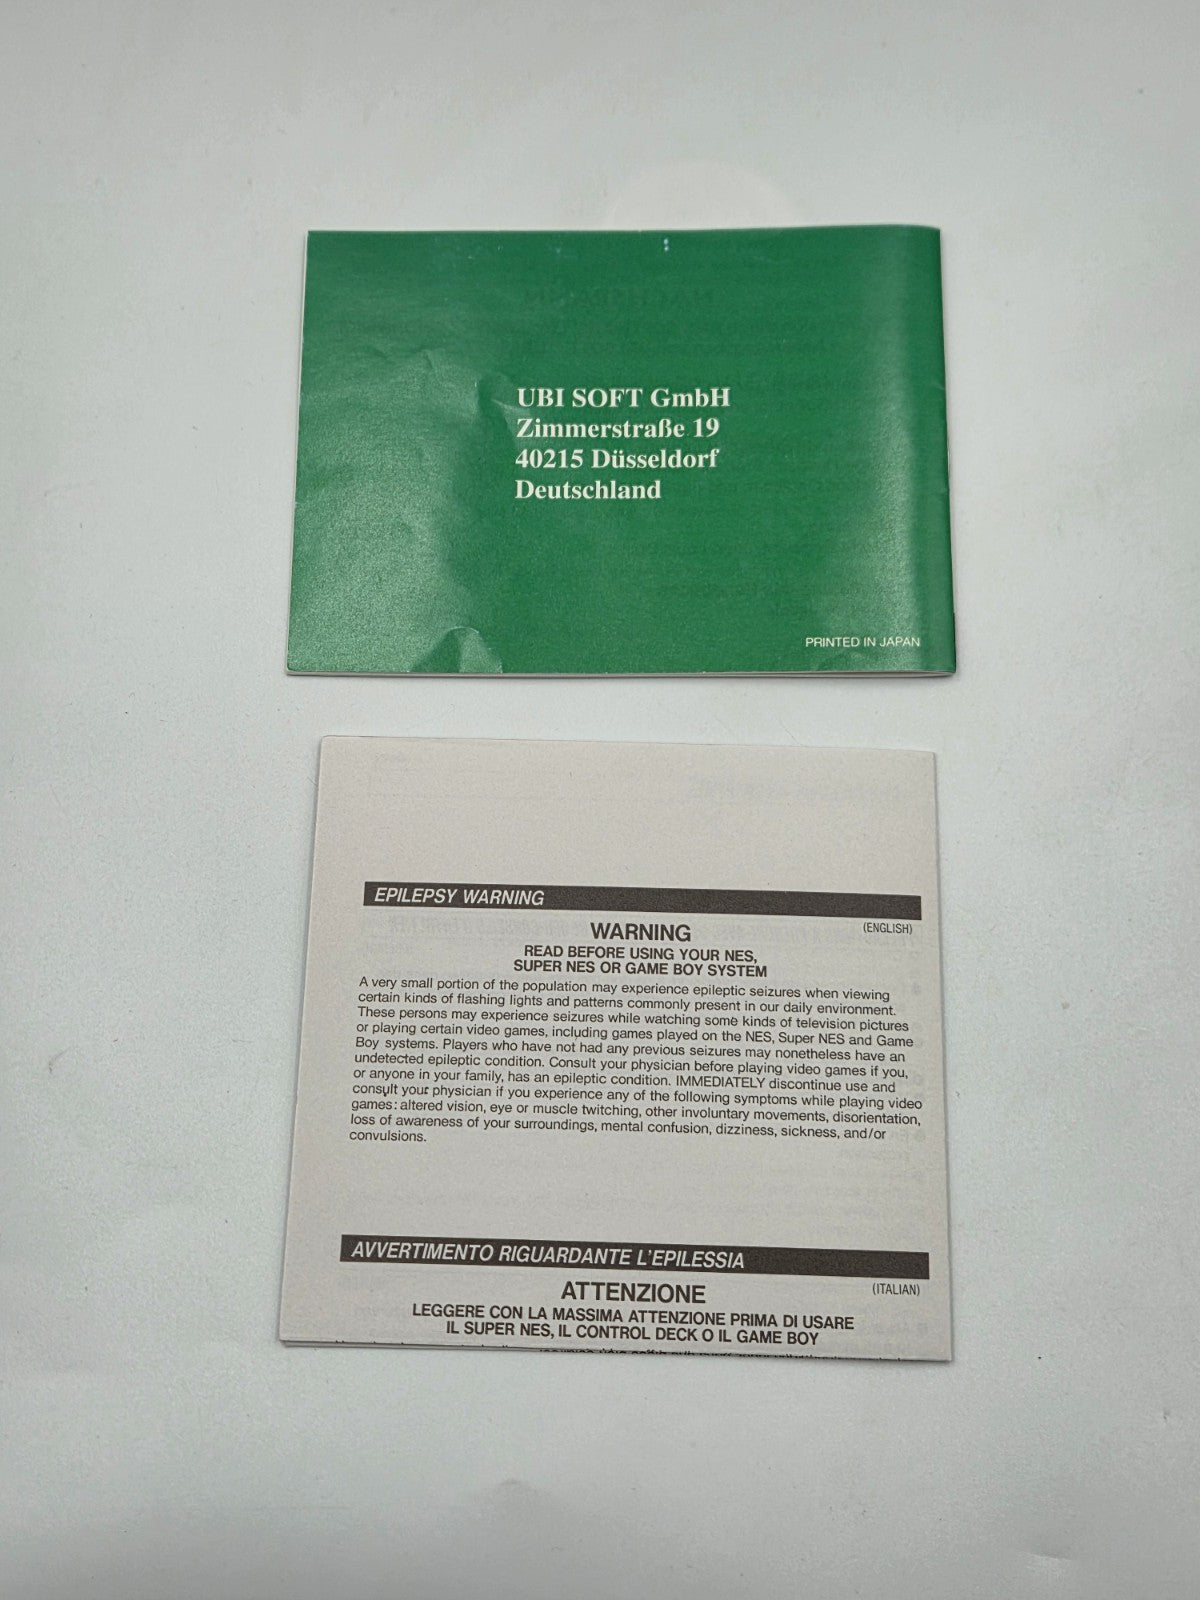 UBI SOFT GmbH
Zimmerstraße 19
40215 Düsseldorf
Deutschland
PRINTED IN JAPAN
EPILEPSY WARNING
(ENGLISH)
WARNING
READ BEFORE USING YOUR NES,
SUPER NES OR GAME BOY SYSTEM
A very small portion of the population may experience epileptic seizures when viewing
certain kinds of flashing lights and patterns commonly present in our daily environment.
These persons may experience seizures while watching some kinds of television pictures
or playing certain video games, including games played on the NES, Super NES and Game
Boy systems. Players who have not had any previous seizures may nonetheless have an
undetected epileptic condition. Consult your physician before playing video games if you,
or anyone in your family, has an epileptic condition. IMMEDIATELY discontinue use and
consult your physician if you experience any of the following symptoms while playing video
games: altered vision, eye or muscle twitching, other involuntary movements, disorientation,
loss of awareness of your surroundings, mental confusion, dizziness, sickness, and/or
convulsions.
AVVERTIMENTO RIGUARDANTE L'EPILESSIA
(ITALIAN)
ATTENZIONE
LEGGERE CON LA MASSIMA ATTENZIONE PRIMA DI USARE
IL SUPER NES, IL CONTROL DECK O IL GAME BOY